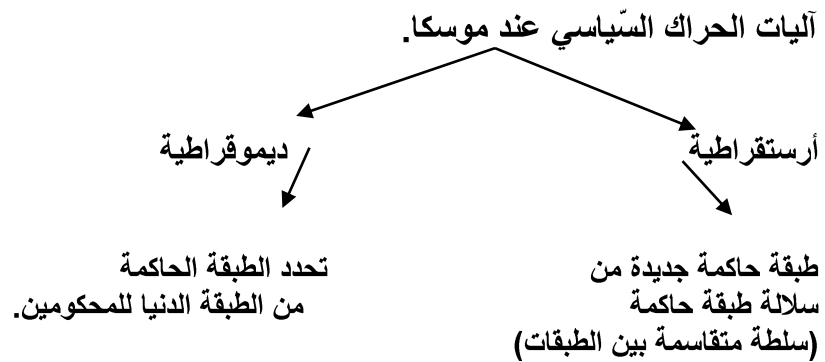 آليات الحراك السّياسي عند موسكا.
أرستقراطية
ديموقراطية
طبقة حاكمة جديدة من
سلالة طبقة حاكمة
(سلطة متقاسمة بين الطبقات)
تحدد الطبقة الحاكمة
من الطبقة الدنيا للمحكومين.